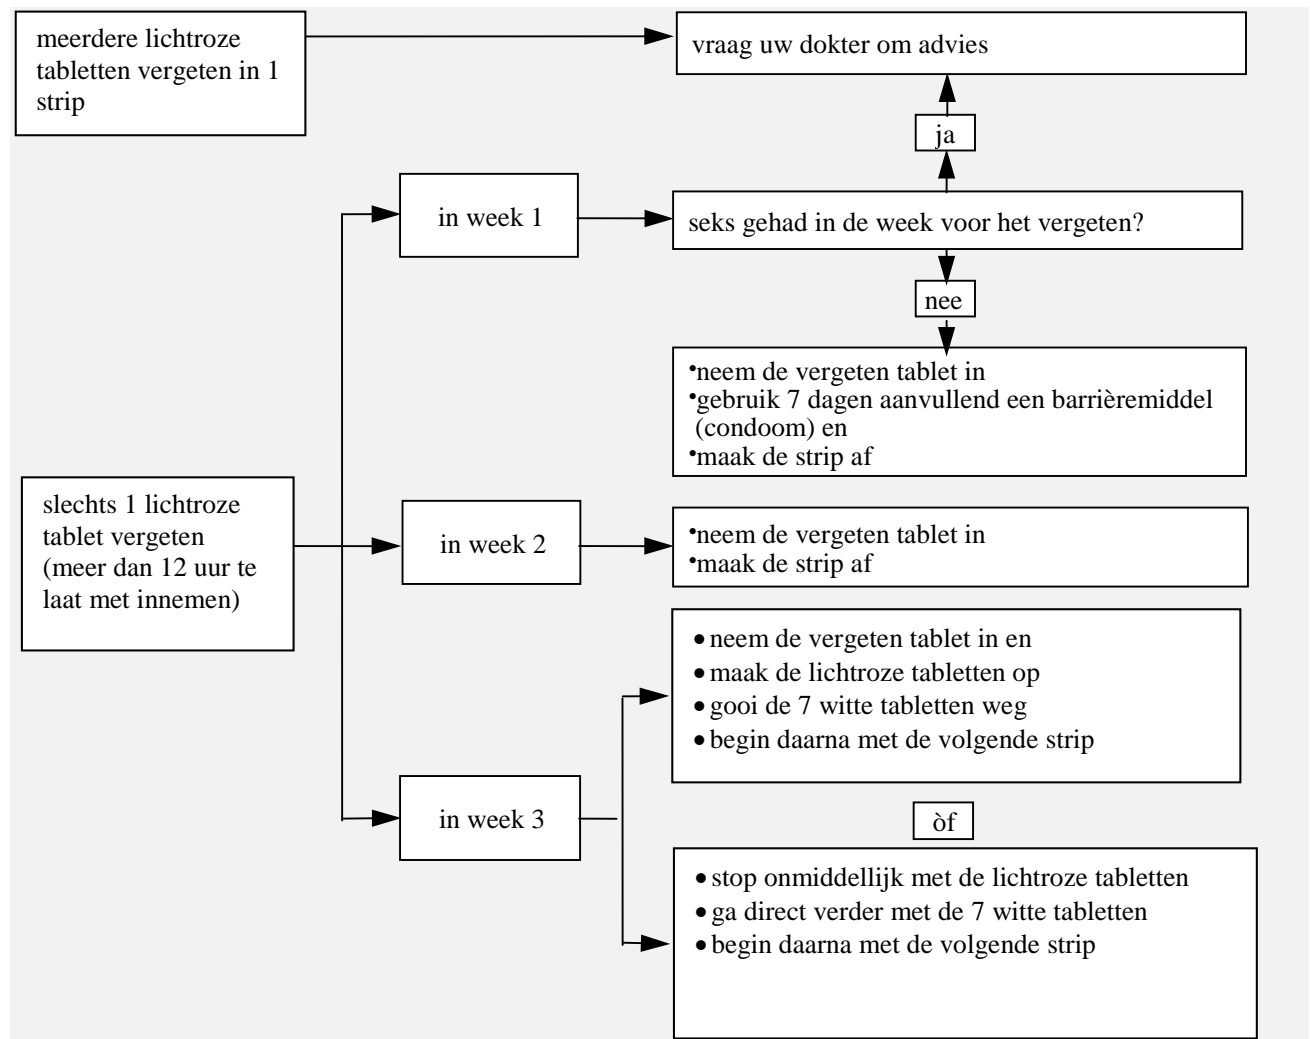 meerdere lichtroze
tabletten vergeten in 1
strip
vraag uw dokter om advies
ja
in week 1
seks gehad in de week voor het vergeten?
nee
•neem de vergeten tablet in
•gebruik 7 dagen aanvullend een barrièremiddel
(condoom) en
•maak de strip af
slechts 1 lichtroze
tablet vergeten
(meer dan 12 uur te
laat met innemen)
in week 2
•neem de vergeten tablet in
•maak de strip af
in week 3
• neem de vergeten tablet in en
• maak de lichtroze tabletten op
• gooi de 7 witte tabletten weg
• begin daarna met de volgende strip
òf
• stop onmiddellijk met de lichtroze tabletten
• ga direct verder met de 7 witte tabletten
• begin daarna met de volgende strip